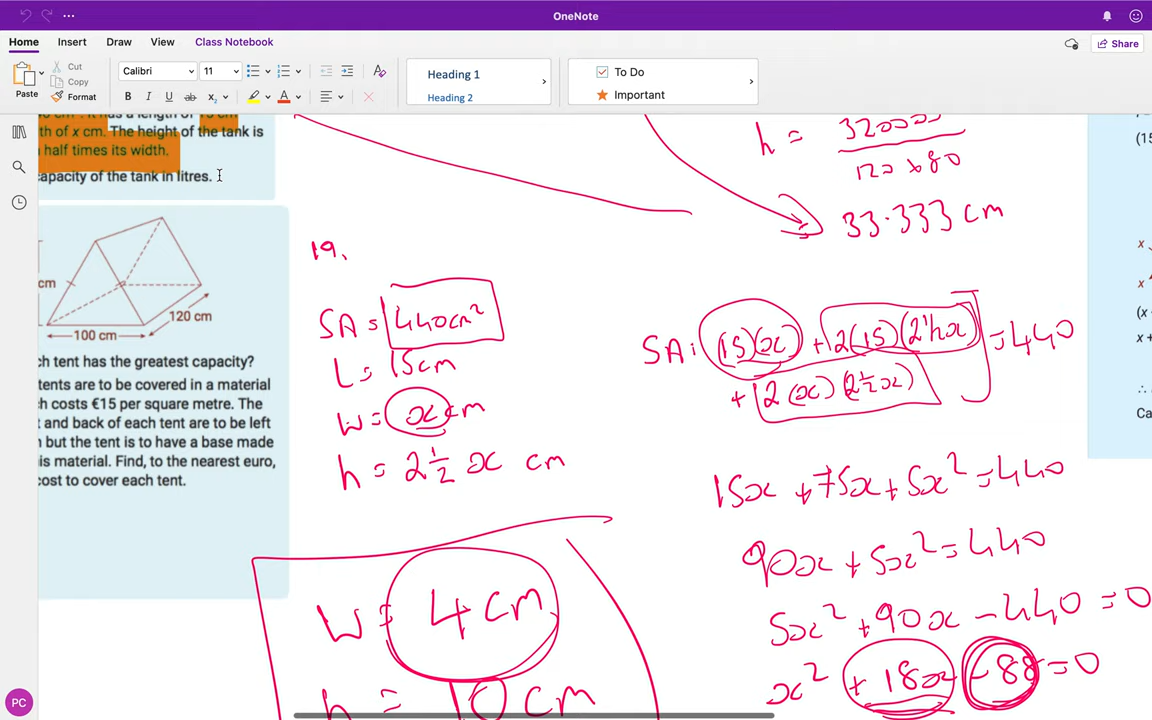 OneNote
Home Insert Draw View Class Notebook
Share
Paste
Cut
Copy
Format
Calibri 11
B I U ab x₂ A
Heading 1
Heading 2
To Do
Important
th of x cm. The height of the tank is
half times its width.
capacity of the tank in litres.
cm
100 cm
120 cm
ch tent has the greatest capacity?
tents are to be covered in a material
h costs €15 per square metre. The
t and back of each tent are to be left
n but the tent is to have a base made
is material. Find, to the nearest euro,
cost to cover each tent.
h = 320000 / 120 x 80
33.333 cm
19.
SA = 440cm²
L = 15cm
W = x cm
h = 2½ x cm
SA: (15)(x) + 2(15)(2½x) = 440
+ 2(x)(2½x)
15x + 75x + 5x² = 440
90x + 5x² = 440
5x² + 90x - 440 = 0
x² + 18x - 88 = 0
W = 4 cm
h = 10 cm
(15
x
x
(x
x +
∴
Ca
PC